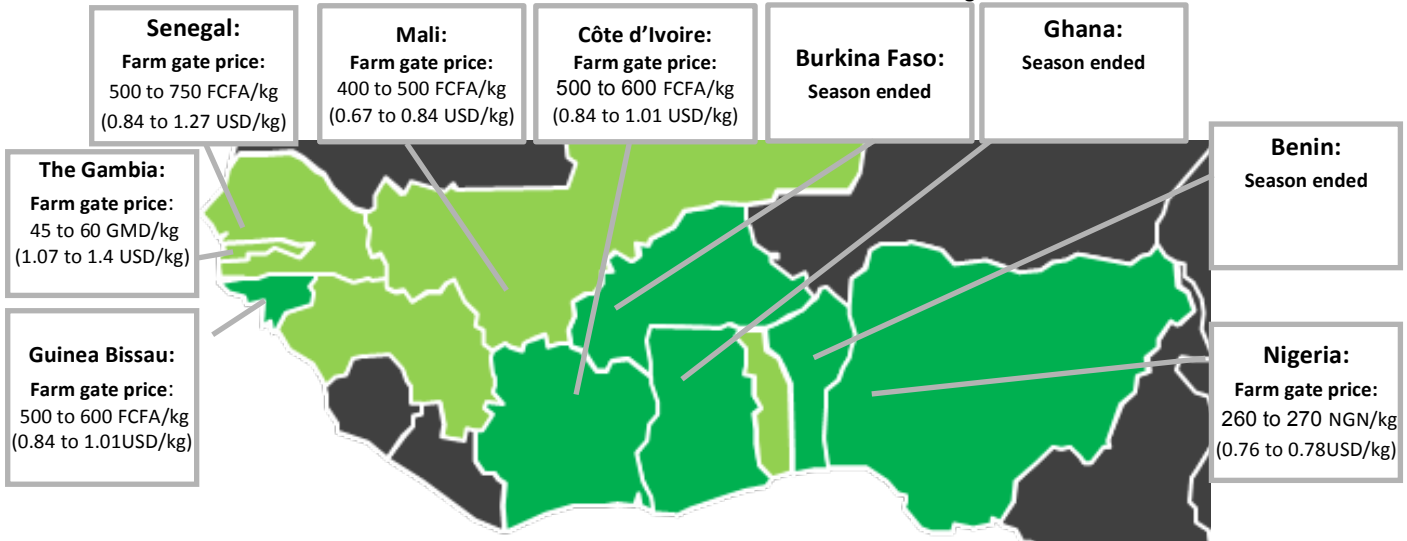 Senegal:
Farm gate price:
500 to 750 FCFA/kg
(0.84 to 1.27 USD/kg)
Mali:
Farm gate price:
400 to 500 FCFA/kg
(0.67 to 0.84 USD/kg)
Côte d’Ivoire:
Farm gate price:
500 to 600 FCFA/kg
(0.84 to 1.01 USD/kg)
Burkina Faso:
Season ended
Ghana:
Season ended
The Gambia:
Farm gate price:
45 to 60 GMD/kg
(1.07 to 1.4 USD/kg)
Benin:
Season ended
Guinea Bissau:
Farm gate price:
500 to 600 FCFA/kg
(0.84 to 1.01USD/kg)
Nigeria:
Farm gate price:
260 to 270 NGN/kg
(0.76 to 0.78USD/kg)